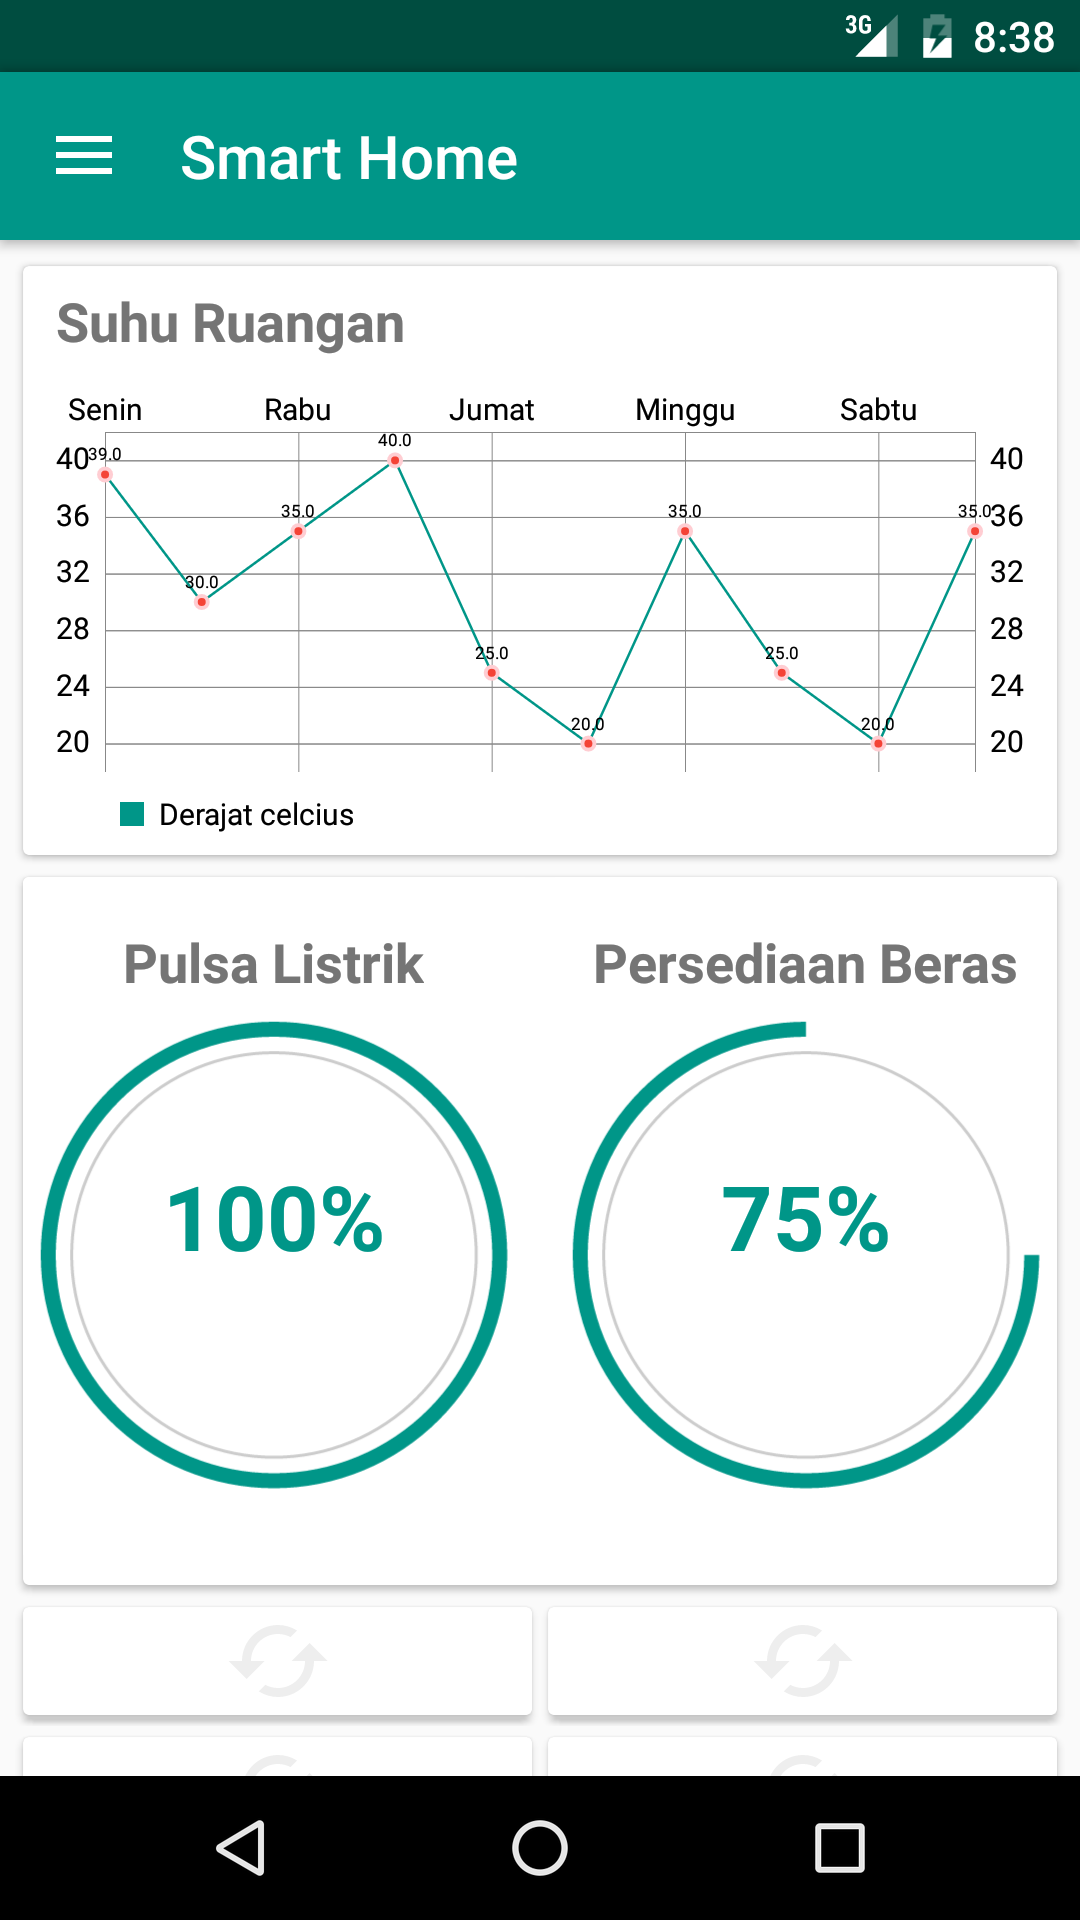 3G 8:38
Smart Home
Suhu Ruangan
Senin Rabu Jumat Minggu Sabtu
40.0
40 39.0 40
36 35.0 35.0 35.0 36
32 30.0 32
28 28
25.0 25.0
24 24
20.0 20.0
20 20
Derajat celcius
Pulsa Listrik Persediaan Beras
100% 75%